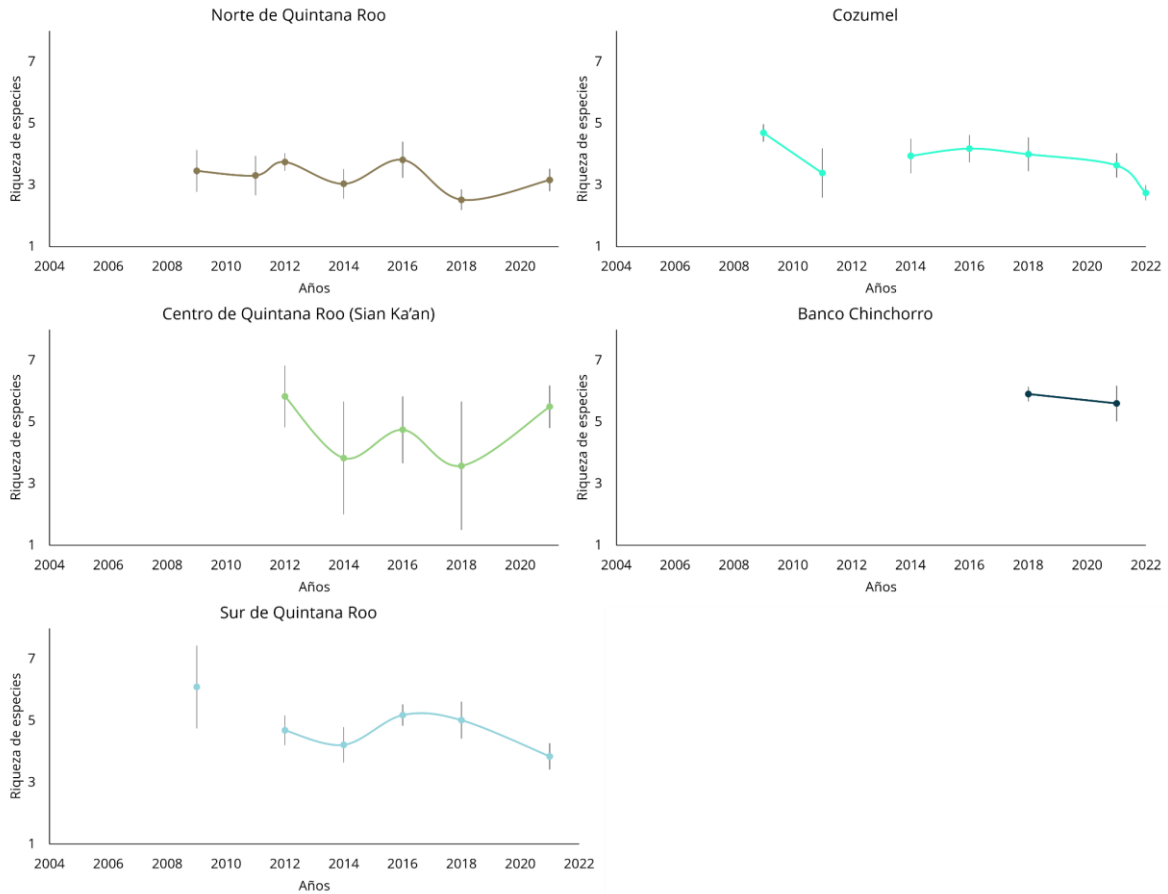 Norte de Quintana Roo
Riqueza de especies
7
5
3
1
2004 2006 2008 2010 2012 2014 2016 2018 2020
Años
Cozumel
Riqueza de especies
7
5
3
1
2004 2006 2008 2010 2012 2014 2016 2018 2020 2022
Años
Centro de Quintana Roo (Sian Ka’an)
Riqueza de especies
7
5
3
1
2004 2006 2008 2010 2012 2014 2016 2018 2020
Años
Banco Chinchorro
Riqueza de especies
7
5
3
1
2004 2006 2008 2010 2012 2014 2016 2018 2020 2022
Años
Sur de Quintana Roo
Riqueza de especies
7
5
3
1
2004 2006 2008 2010 2012 2014 2016 2018 2020 2022
Años